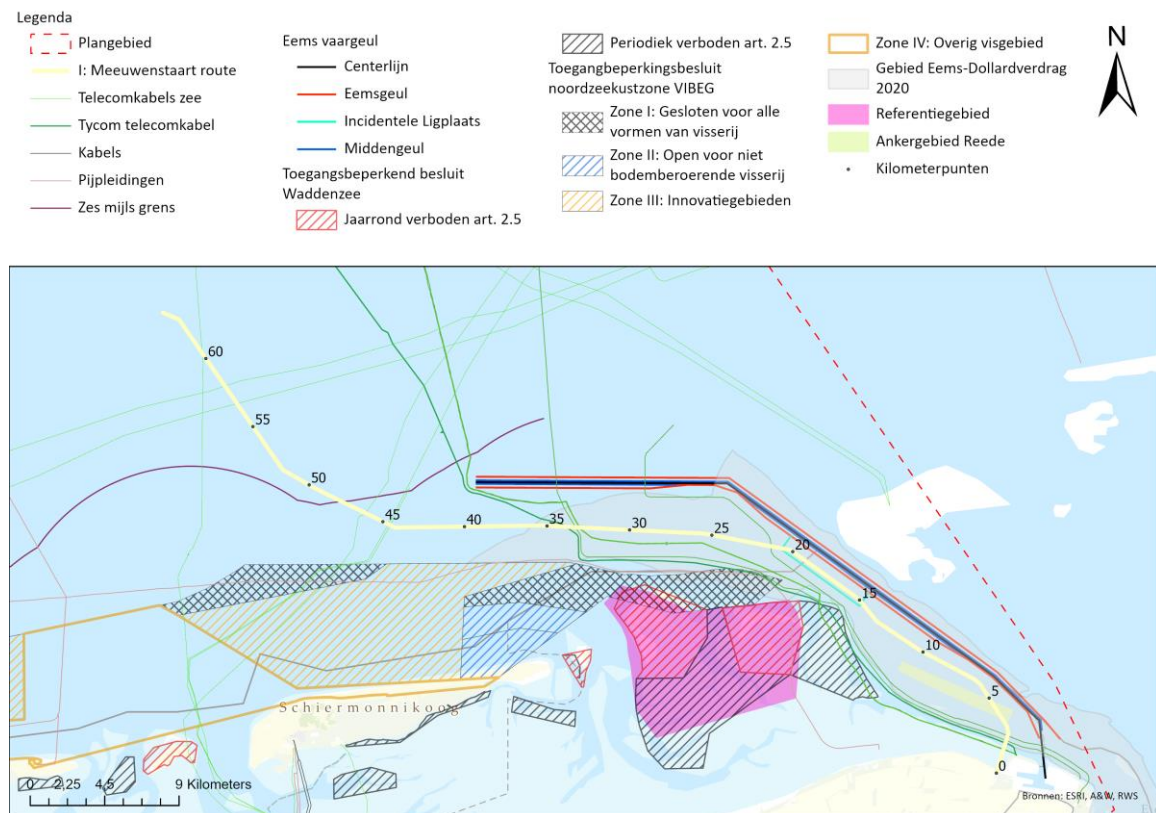 Legenda
Plangebied
I: Meeuwenstaart route
Telecomkabels zee
Tycom telecomkabel
Kabels
Pijpleidingen
Zes mijls grens
Eems vaargeul
Centerlijn
Eemsgeul
Incidentele Ligplaats
Middengeul
Toegangsbeperkend besluit
Waddenzee
Jaarrond verboden art. 2.5
Periodiek verboden art. 2.5
Toegangbeperkingsbesluit
noordzeekustzone VIBEG
Zone I: Gesloten voor alle
vormen van visserij
Zone II: Open voor niet
bodemberoerende visserij
Zone III: Innovatiegebieden
Zone IV: Overig visgebied
Gebied Eems-Dollardverdrag
2020
Referentiegebied
Ankergebied Reede
Kilometerpunten
N
60
55
50
45
40
35
30
25
20
15
10
5
0
Schiermonnikoog
0 2,25 4,5 9 Kilometers
Bronnen: ESRI, A&W, RWS